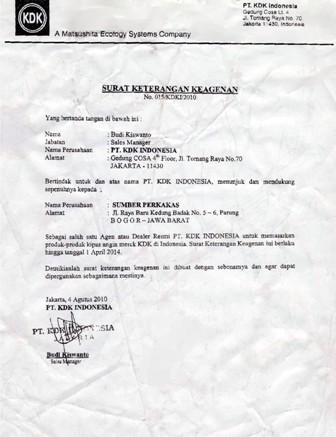 KDK
A Matsushita Ecology Systems Company
PT. KDK Indonesia
Gedung Cosa Lt. 4
Jl. Tomang Raya No. 70
Jakarta 11430, Indonesia
SURAT KETERANGAN KEAGENAN
No. 015/KDKI/2010
Yang bertanda tangan di bawah ini :
Nama : Budi Kiswanto
Jabatan : Sales Manager
Nama Perusahaan : PT. KDK INDONESIA
Alamat : Gedung COSA 4th Floor, Jl. Tomang Raya No.70
JAKARTA - 11430
Bertindak untuk dan atas nama PT. KDK INDONESIA, menunjuk dan mendukung
sepenuhnya kepada :
Nama Perusahaan : SUMBER PERKAKAS
Alamat : Jl. Raya Baru Kedung Badak No. 5 – 6, Parung
B O G O R – JAWA BARAT
Sebagai salah satu Agen atau Dealer Resmi PT. KDK INDONESIA untuk memasarkan
produk-produk kipas angin merk KDK di Indonesia. Surat Keterangan Keagenan ini berlaku
hingga tanggal 1 April 2014.
Demikianlah surat keterangan keagenan ini dibuat dengan sebenarnya dan agar dapat
dipergunakan sebagaimana mestinya.
Jakarta, 4 Agustus 2010
PT. KDK INDONESIA
PT. KDK INDONESIA
JAKARTA
Budi Kiswanto
Sales Manager